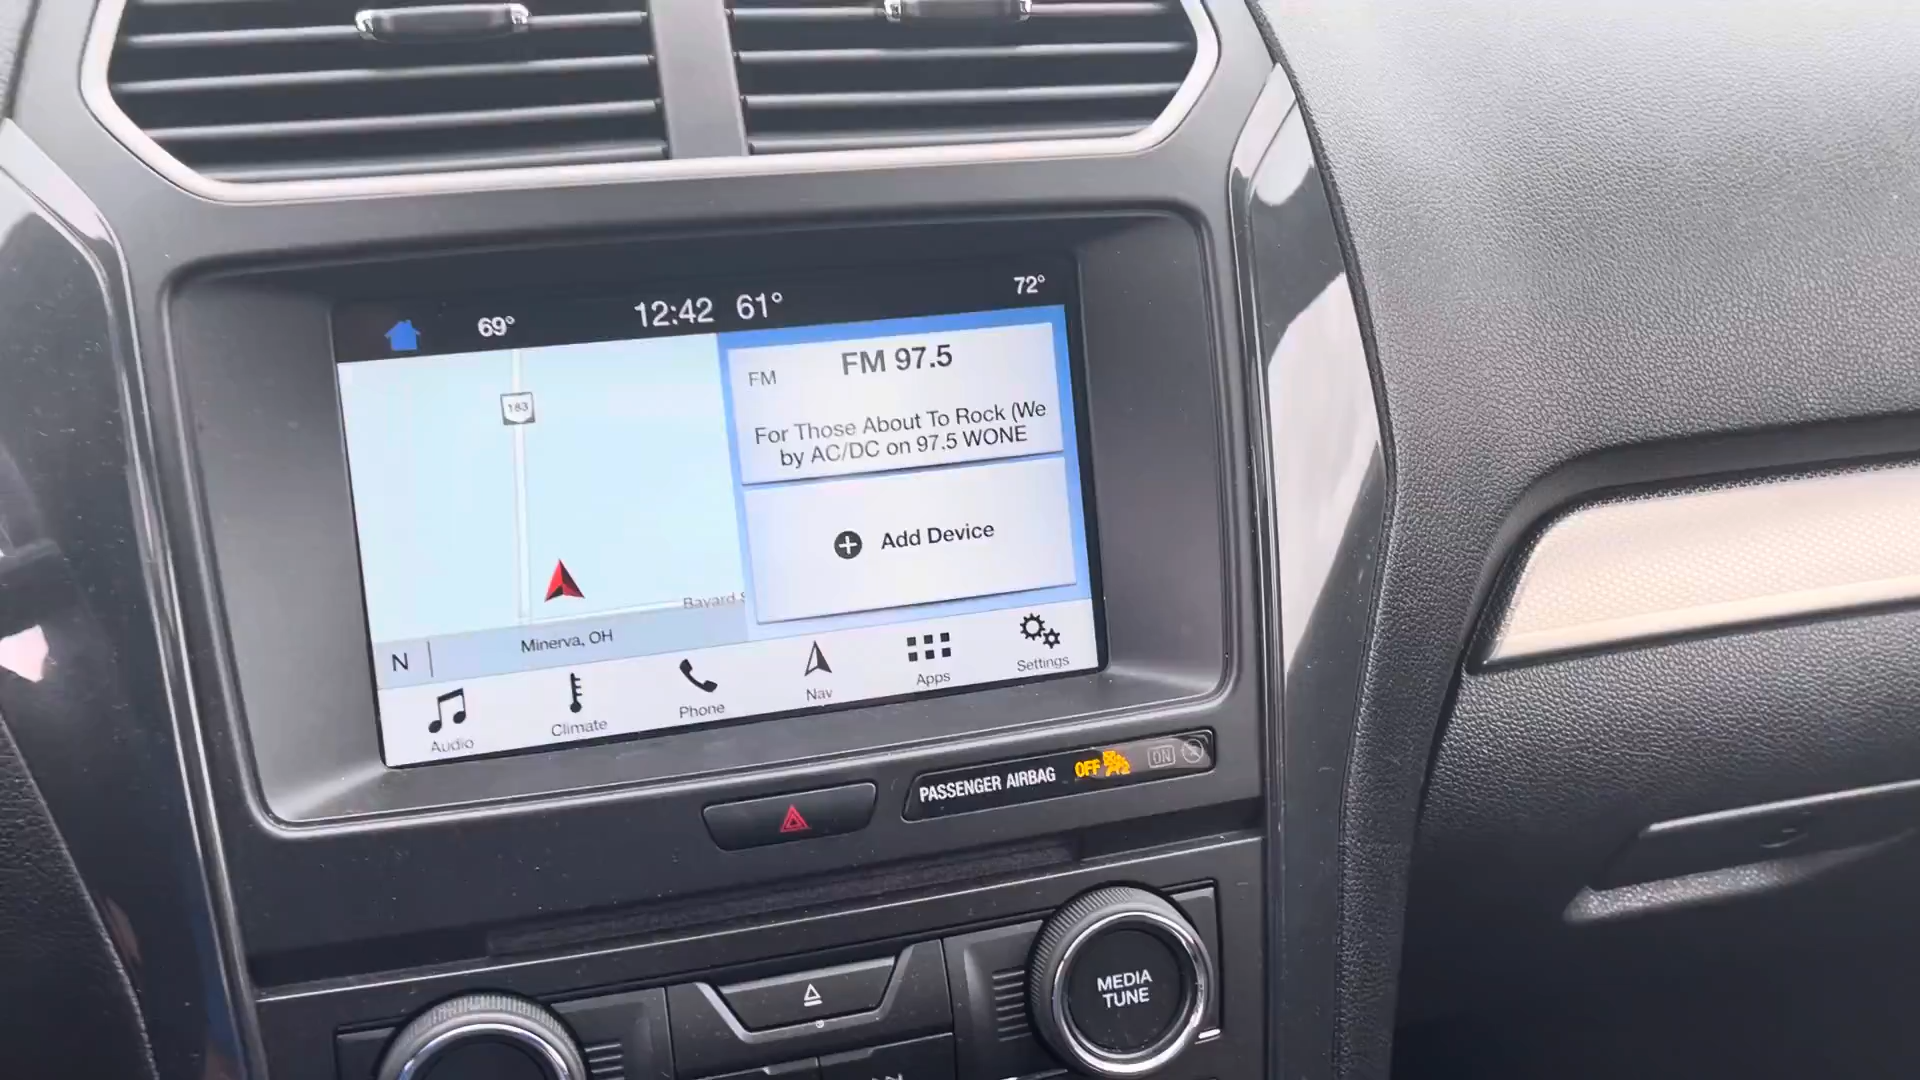 69° 12:42 61° 72°
183
Bayard S
Minerva, OH
N
FM FM 97.5
For Those About To Rock (We
by AC/DC on 97.5 WONE
Add Device
Audio Climate Phone Nav Apps Settings
PASSENGER AIRBAG OFF ON
MEDIA
TUNE